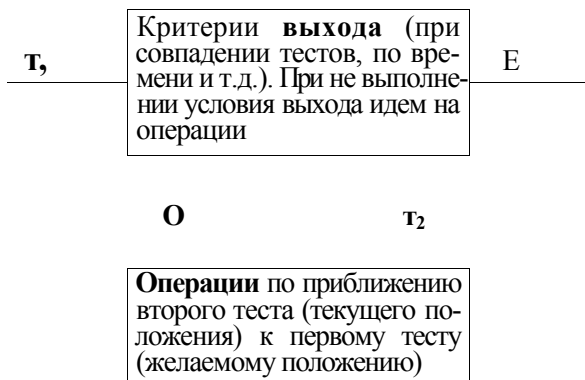 Критерии выхода (при
совпадении тестов, по вре-
мени и т.д.). При не выполне-
нии условия выхода идем на
операции
т,
Е
О
т₂
Операции по приближению
второго теста (текущего по-
ложения) к первому тесту
(желаемому положению)